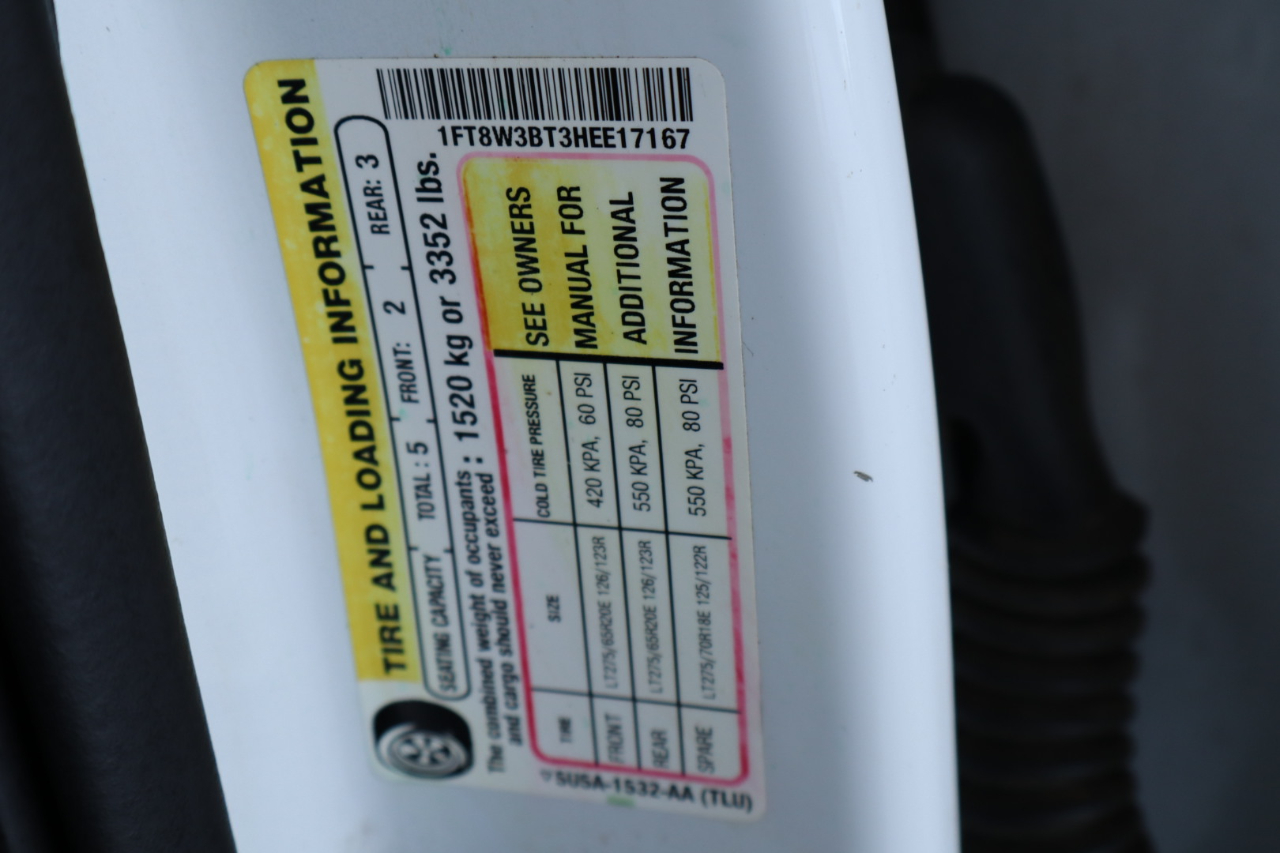 TIRE AND LOADING INFORMATION
SEATING CAPACITY TOTAL : 5 FRONT: 2 REAR: 3
The combined weight of occupants and cargo should never exceed : 1520 kg or 3352 lbs.
1FT8W3BT3HEE17167
TIRE SIZE COLD TIRE PRESSURE
FRONT LT275/65R20E 126/123R 420 KPA, 60 PSI
REAR LT275/65R20E 126/123R 550 KPA, 80 PSI
SPARE LT275/70R18E 125/122R 550 KPA, 80 PSI
SEE OWNERS
MANUAL FOR
ADDITIONAL
INFORMATION
5USA-1532-AA (TLU)